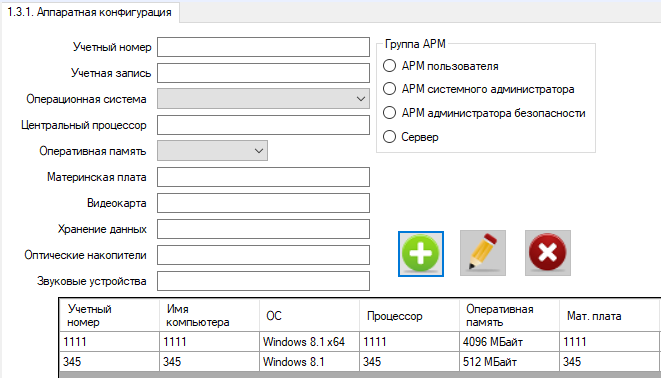 1.3.1. Аппаратная конфигурация
Учетный номер
Учетная запись
Операционная система
Центральный процессор
Оперативная память
Материнская плата
Видеокарта
Хранение данных
Оптические накопители
Звуковые устройства
Группа АРМ
АРМ пользователя
АРМ системного администратора
АРМ администратора безопасности
Сервер
Учетный номер Имя компьютера ОС Процессор Оперативная память Мат. плата
1111 1111 Windows 8.1 x64 1111 4096 МБайт 1111
345 345 Windows 8.1 345 512 МБайт 345